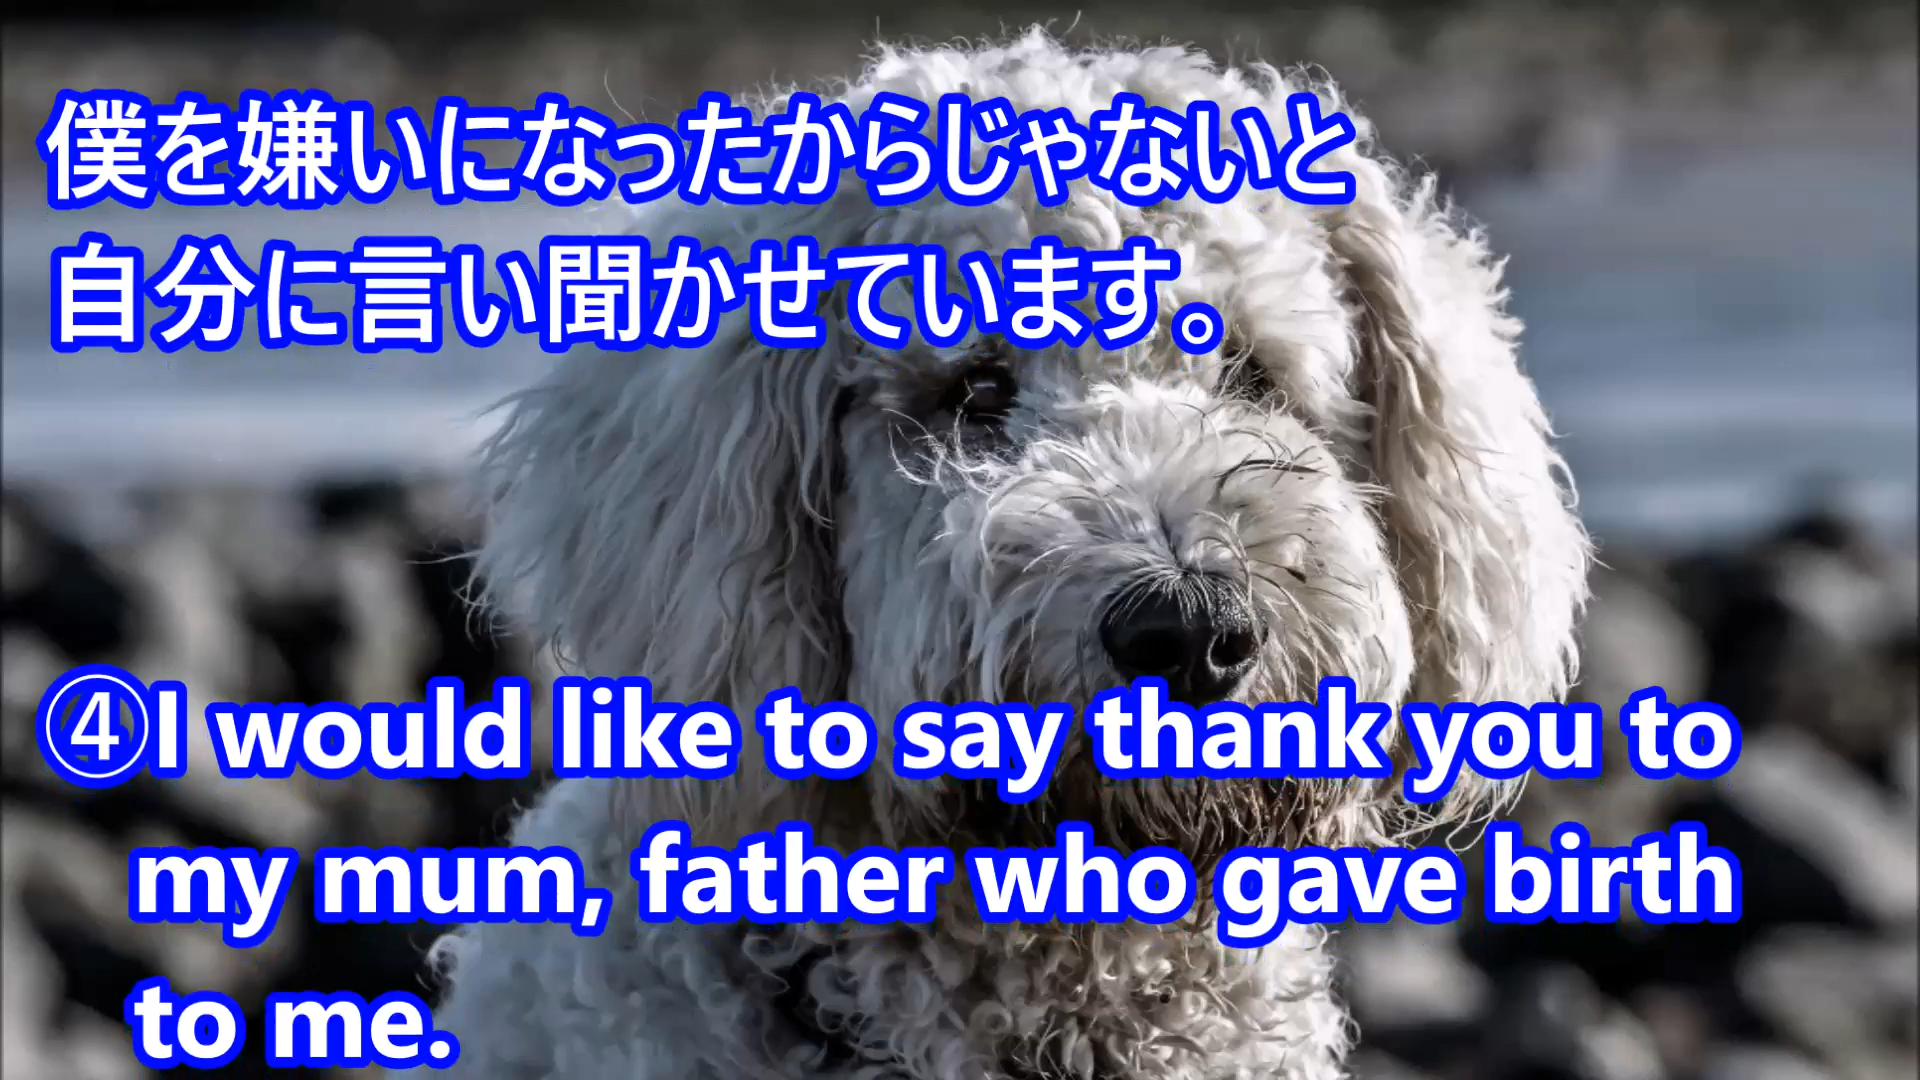 僕を嫌いになったからじゃないと
自分に言い聞かせています。
④I would like to say thank you to
my mum, father who gave birth
to me.